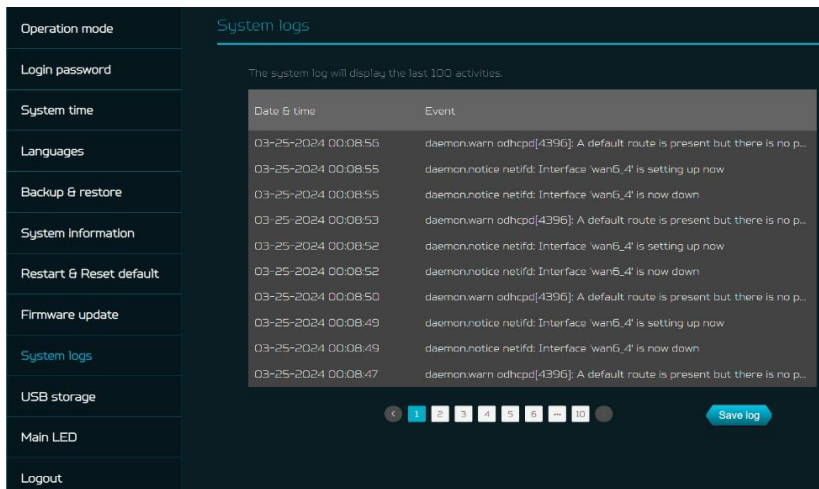 System logs
Operation mode
Login password
System time
Languages
Backup & restore
System information
Restart & Reset default
Firmware update
System logs
USB storage
Main LED
Logout
The system log will display the last 100 activities.
Date & time Event
03-25-2024 00:08:56 daemon.warn odhcpd[4396]: A default route is present but there is no p...
03-25-2024 00:08:55 daemon.notice netifd: Interface 'wan6_4' is setting up now
03-25-2024 00:08:55 daemon.notice netifd: Interface 'wan6_4' is now down
03-25-2024 00:08:53 daemon.warn odhcpd[4396]: A default route is present but there is no p...
03-25-2024 00:08:52 daemon.notice netifd: Interface 'wan6_4' is setting up now
03-25-2024 00:08:52 daemon.notice netifd: Interface 'wan6_4' is now down
03-25-2024 00:08:50 daemon.warn odhcpd[4396]: A default route is present but there is no p...
03-25-2024 00:08:49 daemon.notice netifd: Interface 'wan6_4' is setting up now
03-25-2024 00:08:49 daemon.notice netifd: Interface 'wan6_4' is now down
03-25-2024 00:08:47 daemon.warn odhcpd[4396]: A default route is present but there is no p...
< 1 2 3 4 5 6 ... 10
Save log